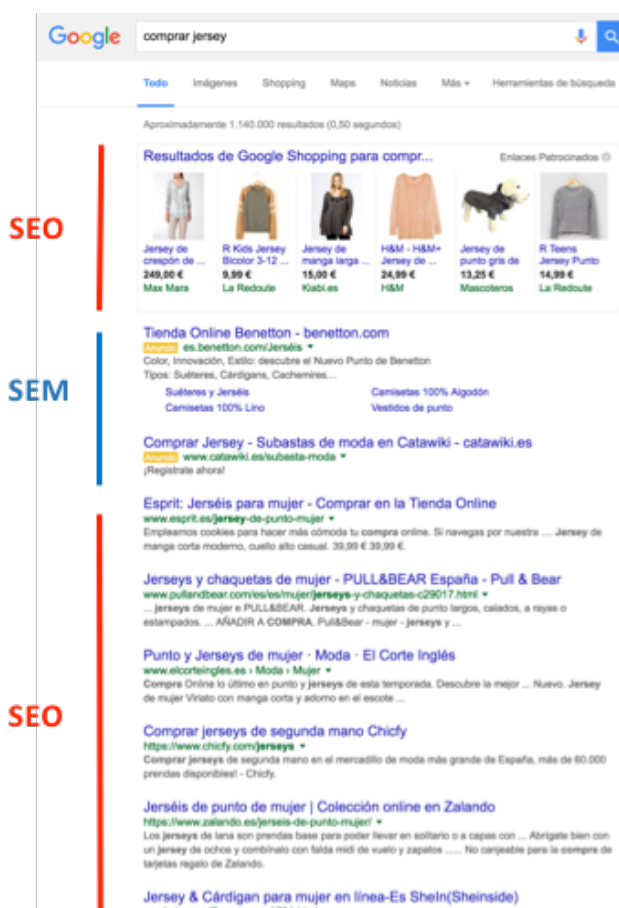 Google comprar jersey
Todo Imágenes Shopping Maps Noticias Más Herramientas de búsqueda
Aproximadamente 1.140.000 resultados (0,50 segundos)
Resultados de Google Shopping para compr... Enlaces Patrocinados
SEO
Jersey de R Kids Jersey Jersey de H&M - H&M+ Jersey de R Teens
crespón de ... Bicolor 3-12 ... manga larga ... Jersey de ... punto gris de Jersey Punto
249,00 € 9,99 € 15,00 € 24,99 € 13,25 € 14,99 €
Max Mara La Redoute Kiabi.es H&M Mascoteros La Redoute
SEM
Tienda Online Benetton - benetton.com
Anuncio es.benetton.com/Jerséis
Color, Innovación, Estilo: descubre el Nuevo Punto de Benetton
Tipos: Suéteres, Cárdigans, Cachemires...
Suéteres y Jerséis Camisetas 100% Algodón
Camisetas 100% Lino Vestidos de punto
Comprar Jersey - Subastas de moda en Catawiki - catawiki.es
Anuncio www.catawiki.es/subasta-moda
¡Regístrate ahora!
SEO
Esprit: Jerséis para mujer - Comprar en la Tienda Online
www.esprit.es/jersey-de-punto-mujer
Empleamos cookies para hacer más cómoda tu compra online. Si navegas por nuestra .... Jersey de
manga corta moderno, cuello alto casual. 39,99 € 39,99 €.
Jerseys y chaquetas de mujer - PULL&BEAR España - Pull & Bear
www.pullandbear.com/es/es/mujer/jerseys-y-chaquetas-c29017.html
... jerseys de mujer e PULL&BEAR. Jerseys y chaquetas de punto largos, calados, a rayas o
estampados. ... AÑADIR A COMPRA. Pull&Bear - mujer - jerseys y ...
Punto y Jerseys de mujer · Moda · El Corte Inglés
www.elcorteingles.es › Moda › Mujer
Compra Online lo último en punto y jerseys de esta temporada. Descubre la mejor ... Nuevo. Jersey
de mujer Viriato con manga corta y adorno en el escote ...
Comprar jerseys de segunda mano Chicfy
https://www.chicfy.com/jerseys
Comprar jerseys de segunda mano en el mercadillo de moda más grande de España, más de 60.000
prendas disponibles! - Chicfy.
Jerséis de punto de mujer | Colección online en Zalando
https://www.zalando.es/jerseis-de-punto-mujer/
Los jerseys de lana son prendas base para poder llevar en solitario o a capas con ... Abrígate bien con
un jersey de ochos y combínalo con falda midi de vuelo y zapatos ...... No canjeable para la compra de
tarjetas regalo de Zalando.
Jersey & Cárdigan para mujer en línea-Es SheIn(Sheinside)